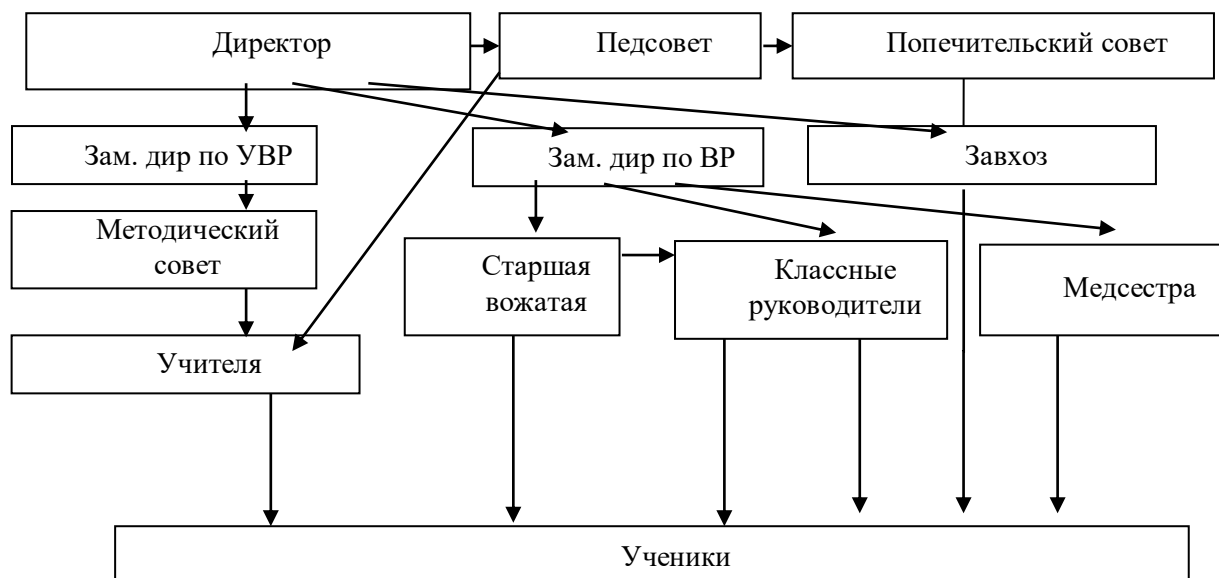 Директор
Педсовет
Попечительский совет
Зам. дир по УВР
Зам. дир по ВР
Завхоз
Методический
совет
Старшая
вожатая
Классные
руководители
Медсестра
Учителя
Ученики